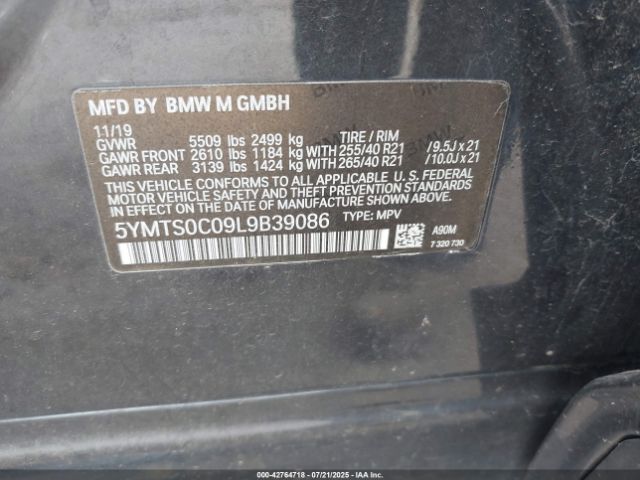 MFD BY BMW M GMBH
11/19
GVWR 5509 lbs 2499 kg TIRE / RIM
GAWR FRONT 2610 lbs 1184 kg WITH 255/40 R21 /9.5J x 21
GAWR REAR 3139 lbs 1424 kg WITH 265/40 R21 /10.0J x 21
THIS VEHICLE CONFORMS TO ALL APPLICABLE U. S. FEDERAL
MOTOR VEHICLE SAFETY, BUMPER, AND THEFT PREVENTION
STANDARDS IN EFFECT ON THE DATE OF MANUFACTURE SHOWN ABOVE.
5YMTS0C09L9B39086 TYPE: MPV
A90M
7 320 730
000-42764718 07/21/2025 IAAI.COM